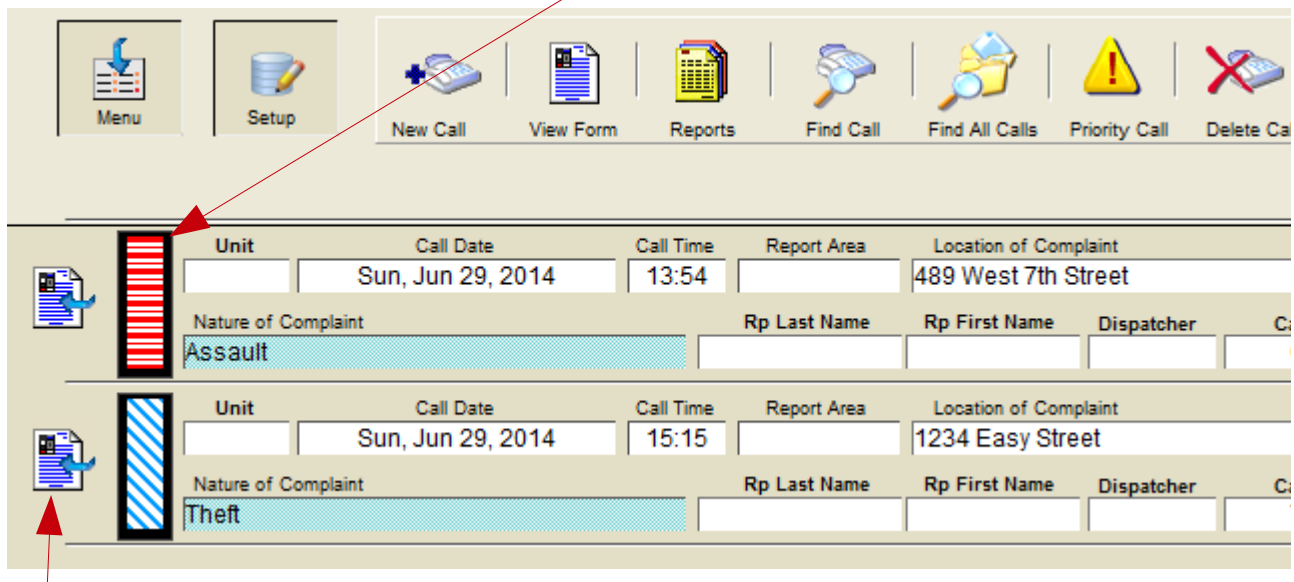 Menu Setup New Call View Form Reports Find Call Find All Calls Priority Call Delete
Unit Call Date Call Time Report Area Location of Complaint
Sun, Jun 29, 2014 13:54 489 West 7th Street
Nature of Complaint Rp Last Name Rp First Name Dispatcher
Assault
Unit Call Date Call Time Report Area Location of Complaint
Sun, Jun 29, 2014 15:15 1234 Easy Street
Nature of Complaint Rp Last Name Rp First Name Dispatcher
Theft